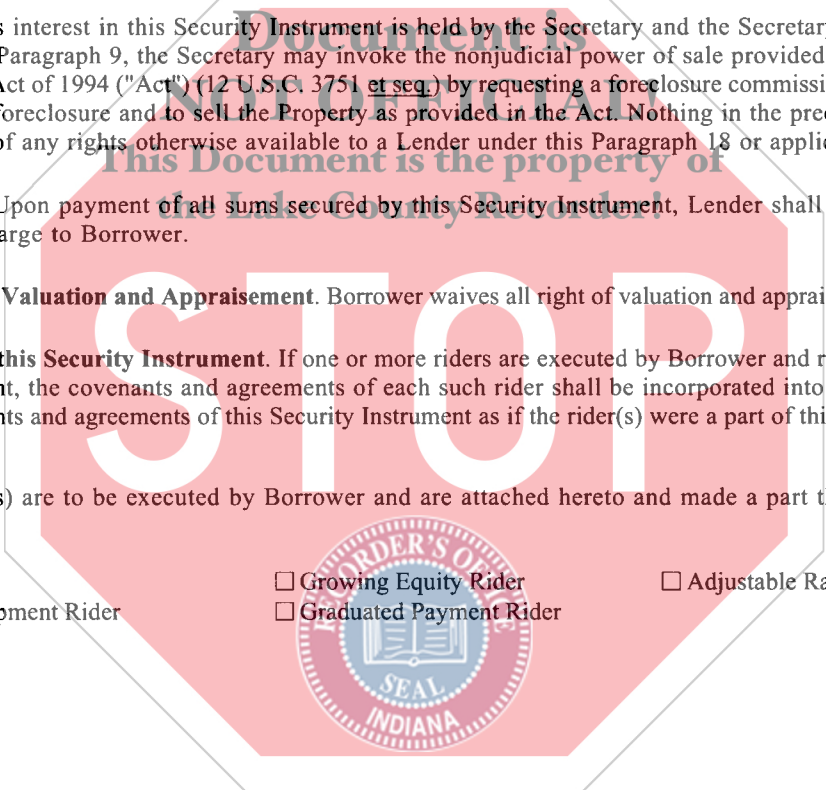 Document is
s interest in this Security Instrument is held by the Secretary and the Secretary
Paragraph 9, the Secretary may invoke the nonjudicial power of sale provided
Act of 1994 ("Act") (12 U.S.C. 3751 et seq.) by requesting a foreclosure commissi
NOT OFFICIAL!
foreclosure and to sell the Property as provided in the Act. Nothing in the prec
of any rights otherwise available to a Lender under this Paragraph 18 or applic
This Document is the property of
the Lake County Recorder!
Upon payment of all sums secured by this Security Instrument, Lender shall
arge to Borrower.
Valuation and Appraisement. Borrower waives all right of valuation and apprai
this Security Instrument. If one or more riders are executed by Borrower and r
nt, the covenants and agreements of each such rider shall be incorporated into
nts and agreements of this Security Instrument as if the rider(s) were a part of thi
STOP
s) are to be executed by Borrower and are attached hereto and made a part t
☐ Growing Equity Rider ☐ Adjustable Ra
pment Rider ☐ Graduated Payment Rider
RECORDER'S OFFICE
SEAL
INDIANA